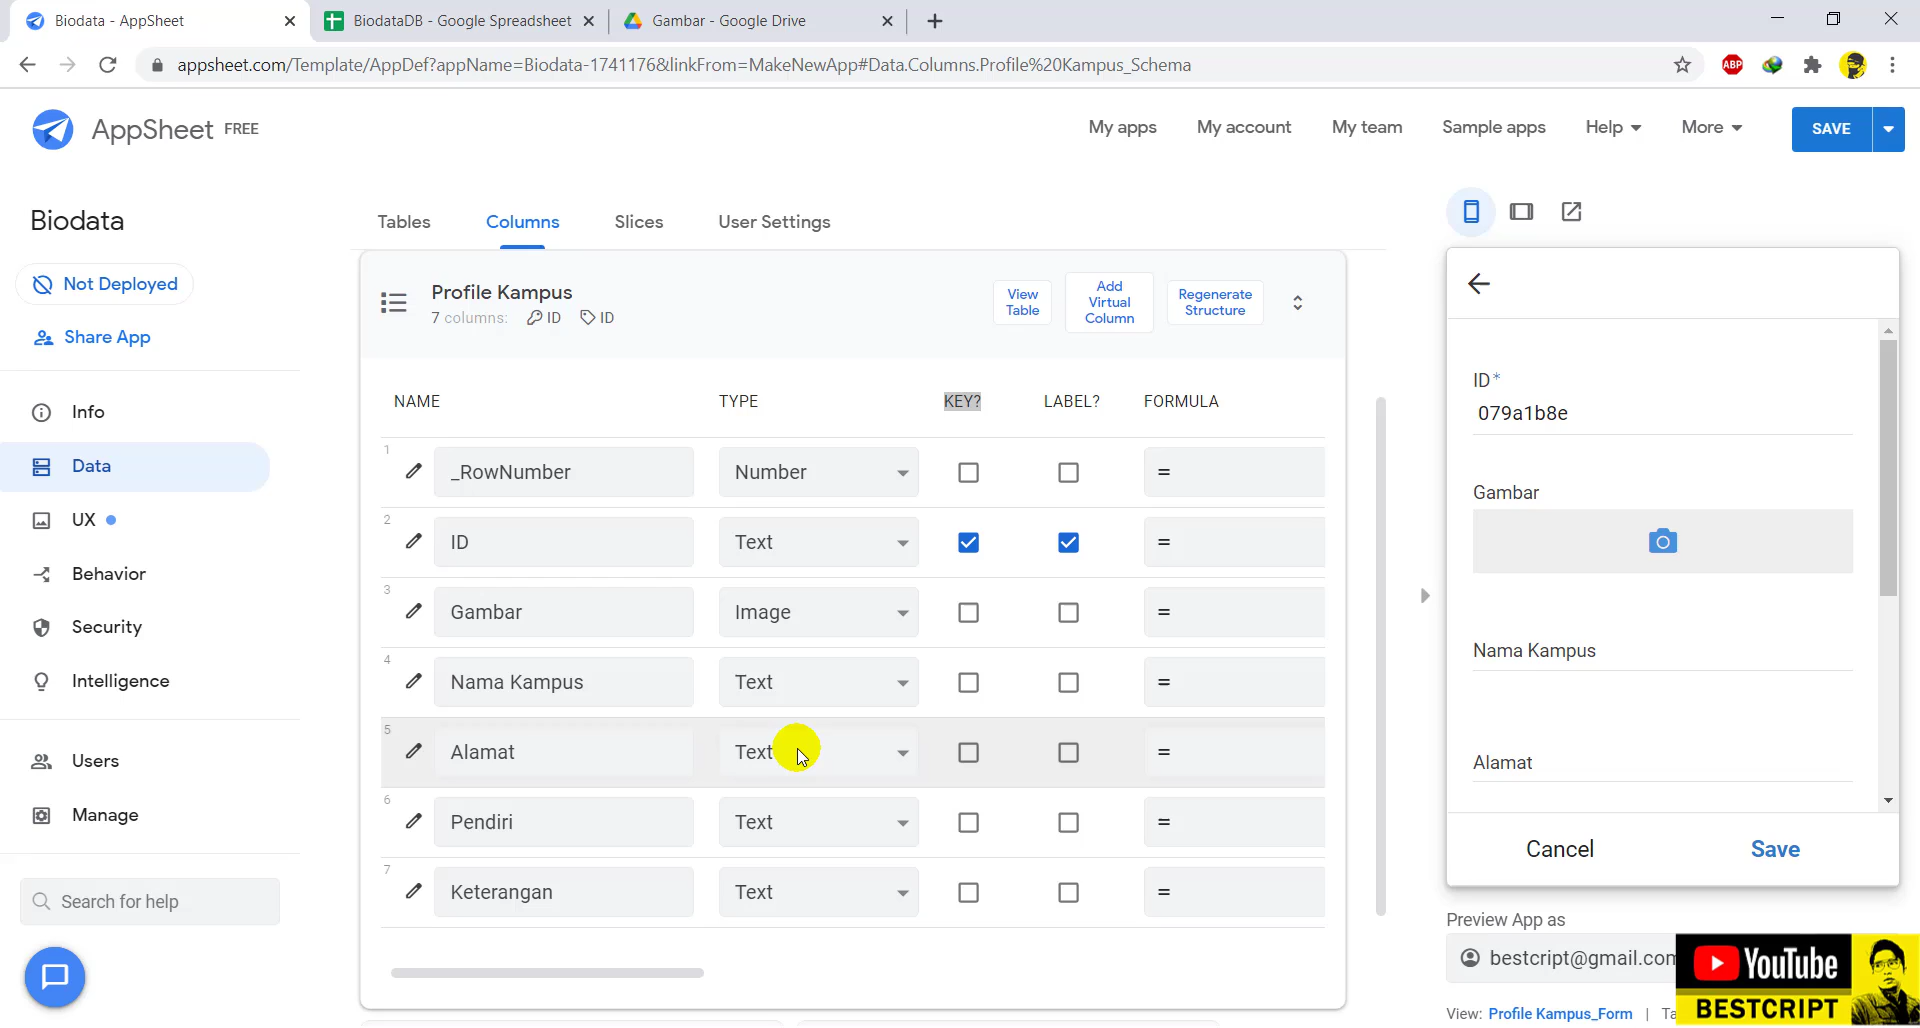 Biodata - AppSheet
BiodataDB - Google Spreadsheet
Gambar - Google Drive
appsheet.com/Template/AppDef?appName=Biodata-1741176&linkFrom=MakeNewApp#Data.Columns.Profile%20Kampus_Schema
ABP
AppSheet FREE
My apps
My account
My team
Sample apps
Help
More
SAVE
Biodata
Not Deployed
Share App
Info
Data
UX
Behavior
Security
Intelligence
Users
Manage
Search for help
Tables
Columns
Slices
User Settings
Profile Kampus
7 columns: ID ID
View Table
Add Virtual Column
Regenerate Structure
NAME TYPE KEY? LABEL? FORMULA
1 _RowNumber Number =
2 ID Text =
3 Gambar Image =
4 Nama Kampus Text =
5 Alamat Text =
6 Pendiri Text =
7 Keterangan Text =
ID*
079a1b8e
Gambar
Nama Kampus
Alamat
Cancel
Save
Preview App as
bestcript@gmail.com
View: Profile Kampus_Form |
YouTube
BESTCRIPT